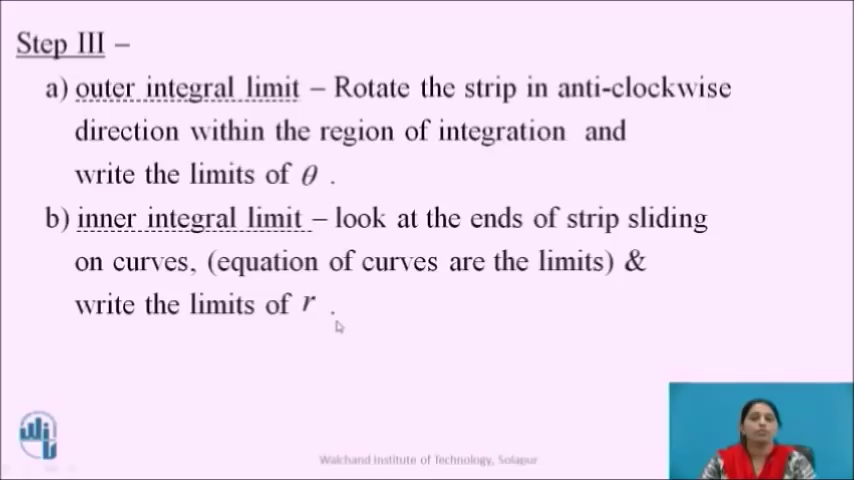 Step III –
a) outer integral limit – Rotate the strip in anti-clockwise
direction within the region of integration and
write the limits of θ .
b) inner integral limit – look at the ends of strip sliding
on curves, (equation of curves are the limits) &
write the limits of r .
Walchand Institute of Technology, Solapur